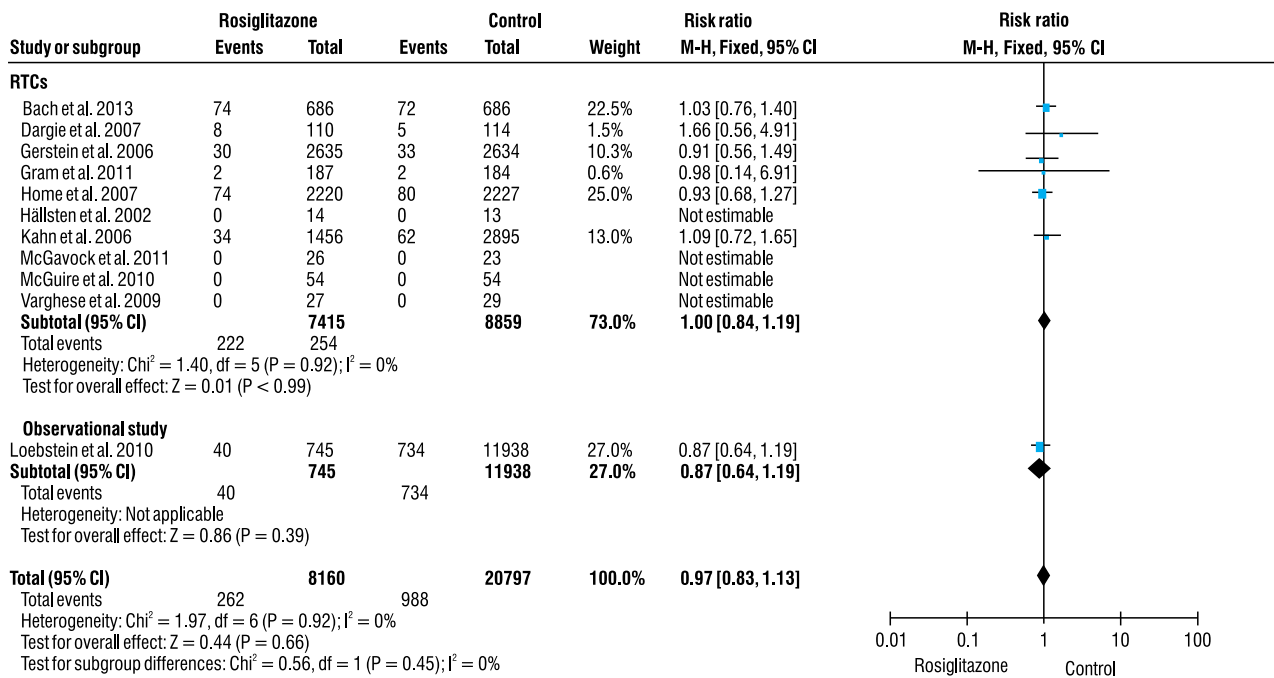 Rosiglitazone Control Risk ratio Risk ratio
Study or subgroup Events Total Events Total Weight M-H, Fixed, 95% CI M-H, Fixed, 95% CI
RTCs
Bach et al. 2013 74 686 72 686 22.5% 1.03 [0.76, 1.40]
Dargie et al. 2007 8 110 5 114 1.5% 1.66 [0.56, 4.91]
Gerstein et al. 2006 30 2635 33 2634 10.3% 0.91 [0.56, 1.49]
Gram et al. 2011 2 187 2 184 0.6% 0.98 [0.14, 6.91]
Home et al. 2007 74 2220 80 2227 25.0% 0.93 [0.68, 1.27]
Hällsten et al. 2002 0 14 0 13 Not estimable
Kahn et al. 2006 34 1456 62 2895 13.0% 1.09 [0.72, 1.65]
McGavock et al. 2011 0 26 0 23 Not estimable
McGuire et al. 2010 0 54 0 54 Not estimable
Varghese et al. 2009 0 27 0 29 Not estimable
Subtotal (95% CI) 7415 8859 73.0% 1.00 [0.84, 1.19]
Total events 222 254
Heterogeneity: Chi² = 1.40, df = 5 (P = 0.92); I² = 0%
Test for overall effect: Z = 0.01 (P < 0.99)
Observational study
Loebstein et al. 2010 40 745 734 11938 27.0% 0.87 [0.64, 1.19]
Subtotal (95% CI) 745 11938 27.0% 0.87 [0.64, 1.19]
Total events 40 734
Heterogeneity: Not applicable
Test for overall effect: Z = 0.86 (P = 0.39)
Total (95% CI) 8160 20797 100.0% 0.97 [0.83, 1.13]
Total events 262 988
Heterogeneity: Chi² = 1.97, df = 6 (P = 0.92); I² = 0%
Test for overall effect: Z = 0.44 (P = 0.66)
Test for subgroup differences: Chi² = 0.56, df = 1 (P = 0.45); I² = 0%
0.01 0.1 1 10 100
Rosiglitazone Control